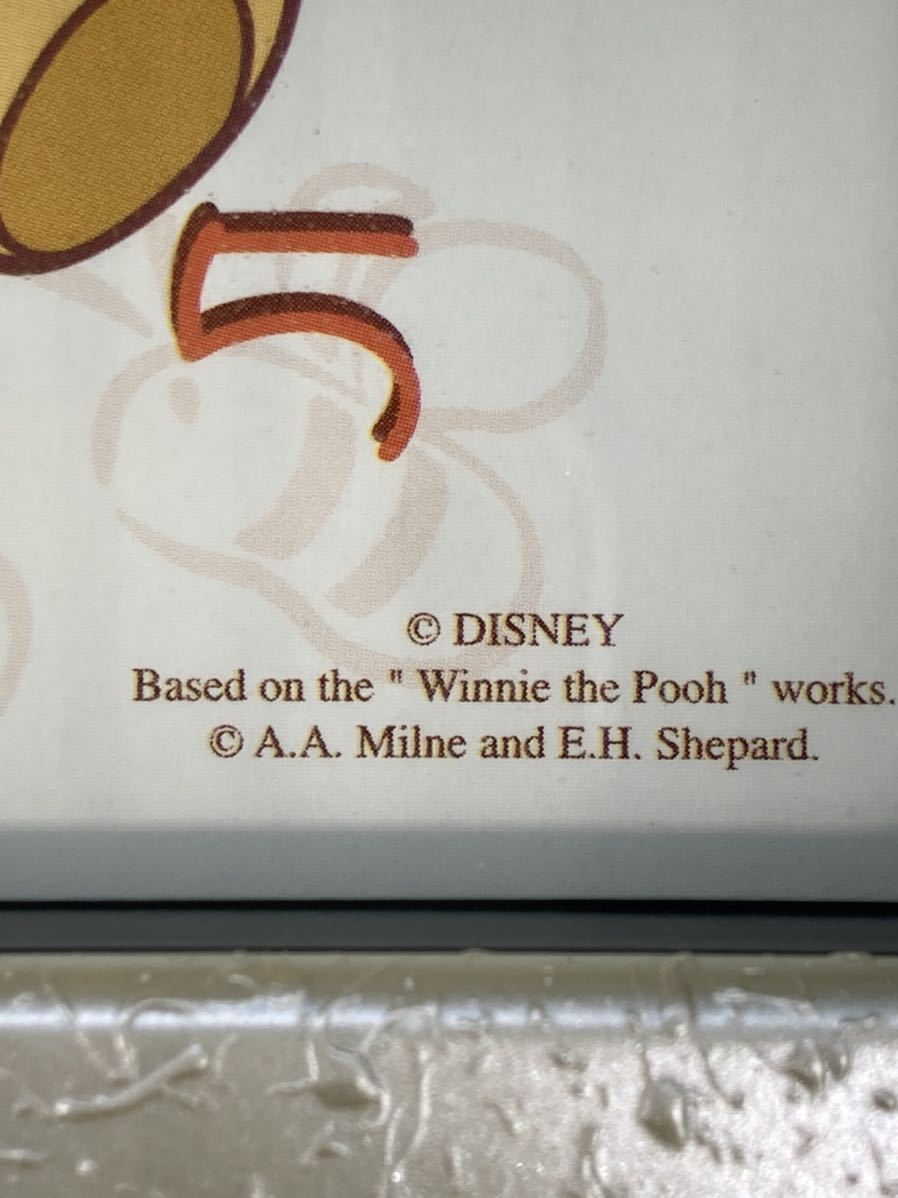 5
© DISNEY
Based on the " Winnie the Pooh " works.
© A.A. Milne and E.H. Shepard.